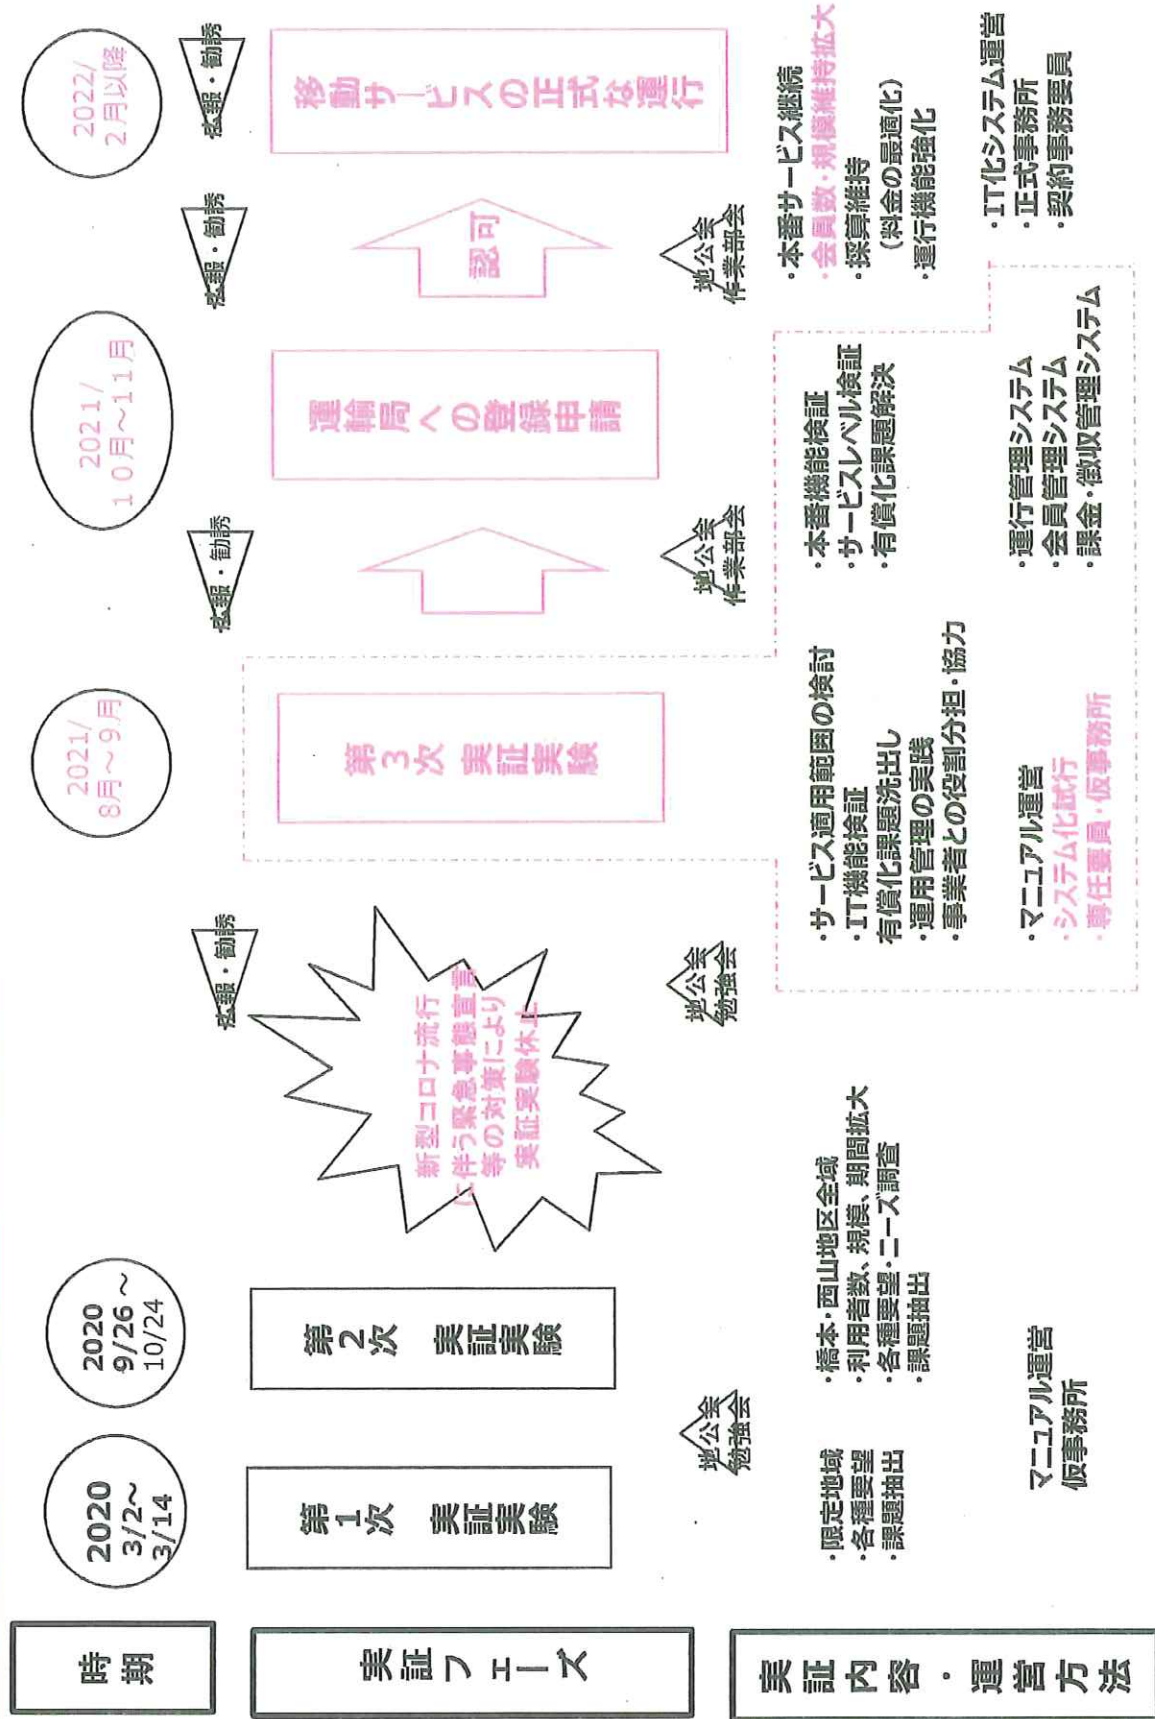 時期
2020
3/2～
3/14
2020
9/26 ～
10/24
2021/
8月～9月
2021/
１０月～１１月
2022/
2月以降
広報・勧誘
広報・勧誘
広報・勧誘
広報・勧誘
実証フェーズ
第１次　実証実験
第２次　実証実験
新型コロナ流行
に伴う緊急事態宣言
等の対策により
実証実験休止
第３次　実証実験
運輸局への登録申請
認可
移動サービスの正式な運行
地公会
勉強会
地公会
勉強会
地公会
作業部会
地公会
作業部会
実証内容・運営方法
・限定地域
・各種要望
・課題抽出
・橋本・西山地区全域
・利用者数、規模、期間拡大
・各種要望・ニーズ調査
・課題抽出
・サービス適用範囲の検討
・IT機能検証
有償化課題洗出し
・運用管理の実践
・事業者との役割分担・協力
・本番機能検証
・サービスレベル検証
・有償化課題解決
・本番サービス継続
・会員数・規模維持拡大
・採算維持
（料金の最適化）
・運行機能強化
マニュアル運営
仮事務所
・マニュアル運営
・システム化試行
・専任要員・仮事務所
・運行管理システム
・会員管理システム
・課金・徴収管理システム
・IT化システム運営
・正式事務所
・契約事務要員